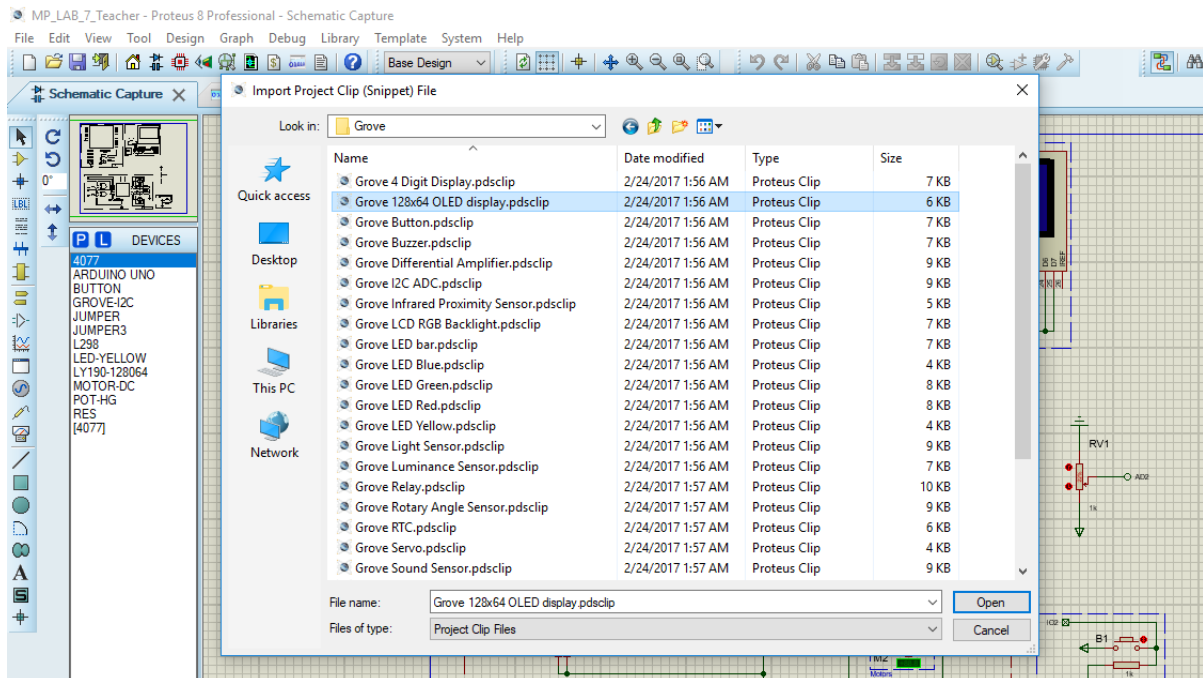 MP_LAB_7_Teacher - Proteus 8 Professional - Schematic Capture
File Edit View Tool Design Graph Debug Library Template System Help
Base Design
Schematic Capture
Import Project Clip (Snippet) File
Look in: Grove
0°
LBL
P L DEVICES
4077
ARDUINO UNO
BUTTON
GROVE-I2C
JUMPER
JUMPER3
L298
LED-YELLOW
LY190-128064
MOTOR-DC
POT-HG
RES
[4077]
Quick access
Desktop
Libraries
This PC
Network
Name Date modified Type Size
Grove 4 Digit Display.pdsclip 2/24/2017 1:56 AM Proteus Clip 7 KB
Grove 128x64 OLED display.pdsclip 2/24/2017 1:56 AM Proteus Clip 6 KB
Grove Button.pdsclip 2/24/2017 1:56 AM Proteus Clip 7 KB
Grove Buzzer.pdsclip 2/24/2017 1:56 AM Proteus Clip 7 KB
Grove Differential Amplifier.pdsclip 2/24/2017 1:56 AM Proteus Clip 9 KB
Grove I2C ADC.pdsclip 2/24/2017 1:56 AM Proteus Clip 9 KB
Grove Infrared Proximity Sensor.pdsclip 2/24/2017 1:56 AM Proteus Clip 5 KB
Grove LCD RGB Backlight.pdsclip 2/24/2017 1:56 AM Proteus Clip 7 KB
Grove LED bar.pdsclip 2/24/2017 1:56 AM Proteus Clip 7 KB
Grove LED Blue.pdsclip 2/24/2017 1:56 AM Proteus Clip 4 KB
Grove LED Green.pdsclip 2/24/2017 1:56 AM Proteus Clip 8 KB
Grove LED Red.pdsclip 2/24/2017 1:56 AM Proteus Clip 8 KB
Grove LED Yellow.pdsclip 2/24/2017 1:56 AM Proteus Clip 4 KB
Grove Light Sensor.pdsclip 2/24/2017 1:56 AM Proteus Clip 9 KB
Grove Luminance Sensor.pdsclip 2/24/2017 1:56 AM Proteus Clip 7 KB
Grove Relay.pdsclip 2/24/2017 1:57 AM Proteus Clip 10 KB
Grove Rotary Angle Sensor.pdsclip 2/24/2017 1:57 AM Proteus Clip 9 KB
Grove RTC.pdsclip 2/24/2017 1:57 AM Proteus Clip 6 KB
Grove Servo.pdsclip 2/24/2017 1:57 AM Proteus Clip 4 KB
Grove Sound Sensor.pdsclip 2/24/2017 1:57 AM Proteus Clip 9 KB
File name: Grove 128x64 OLED display.pdsclip Open
Files of type: Project Clip Files Cancel
D6
D7
RV1
AD2
1k
IO2
B1
1k
M2
Motors